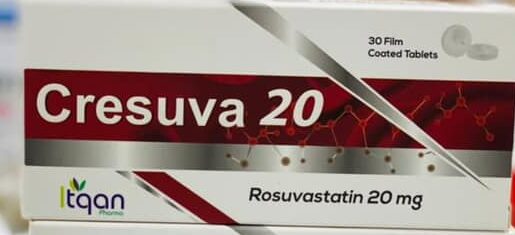 30 Film
Coated Tablets
Cresuva 20
Itqan
Pharma
Rosuvastatin 20 mg